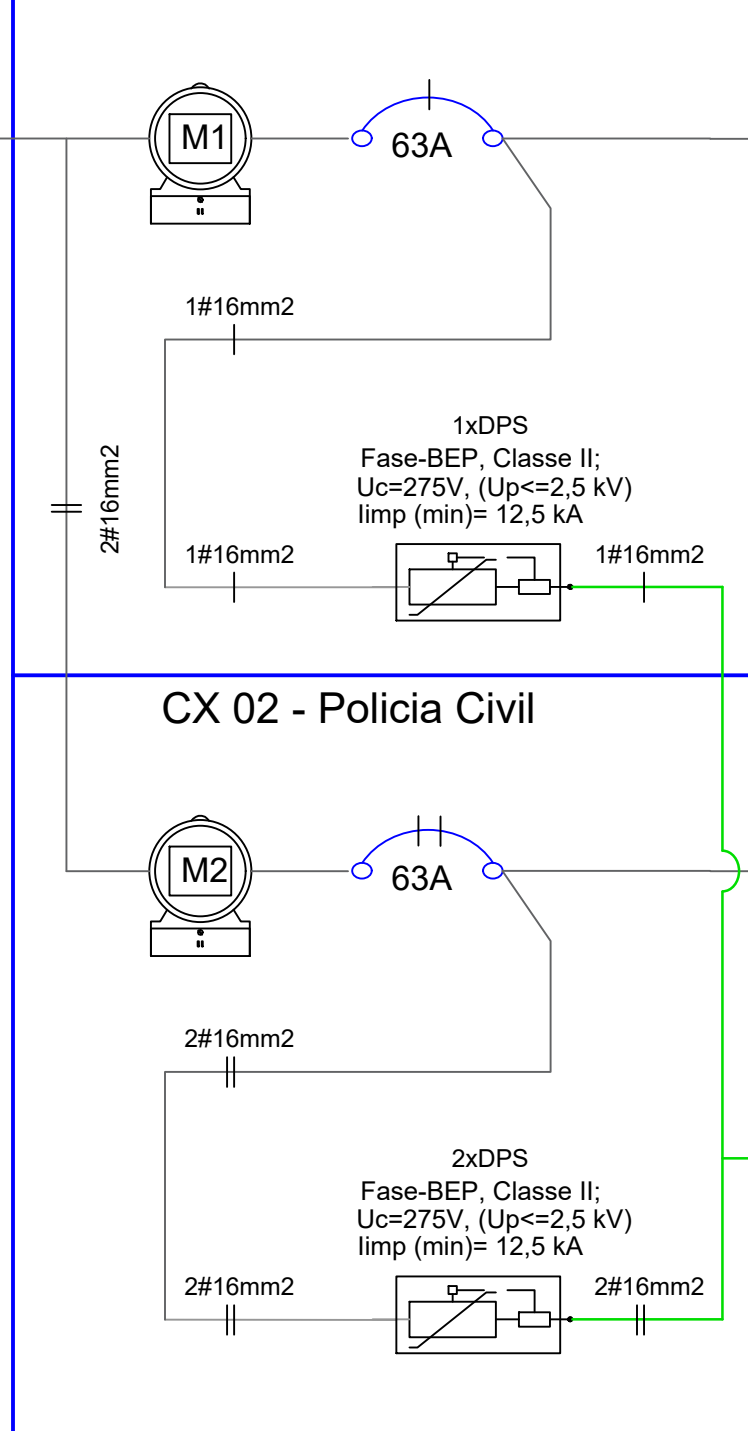 M1
63A
1#16mm2
2#16mm2
1xDPS
Fase-BEP, Classe II;
Uc=275V, (Up<=2,5 kV)
Iimp (min)= 12,5 kA
1#16mm2
1#16mm2
CX 02 - Policia Civil
M2
63A
2#16mm2
2xDPS
Fase-BEP, Classe II;
Uc=275V, (Up<=2,5 kV)
Iimp (min)= 12,5 kA
2#16mm2
2#16mm2